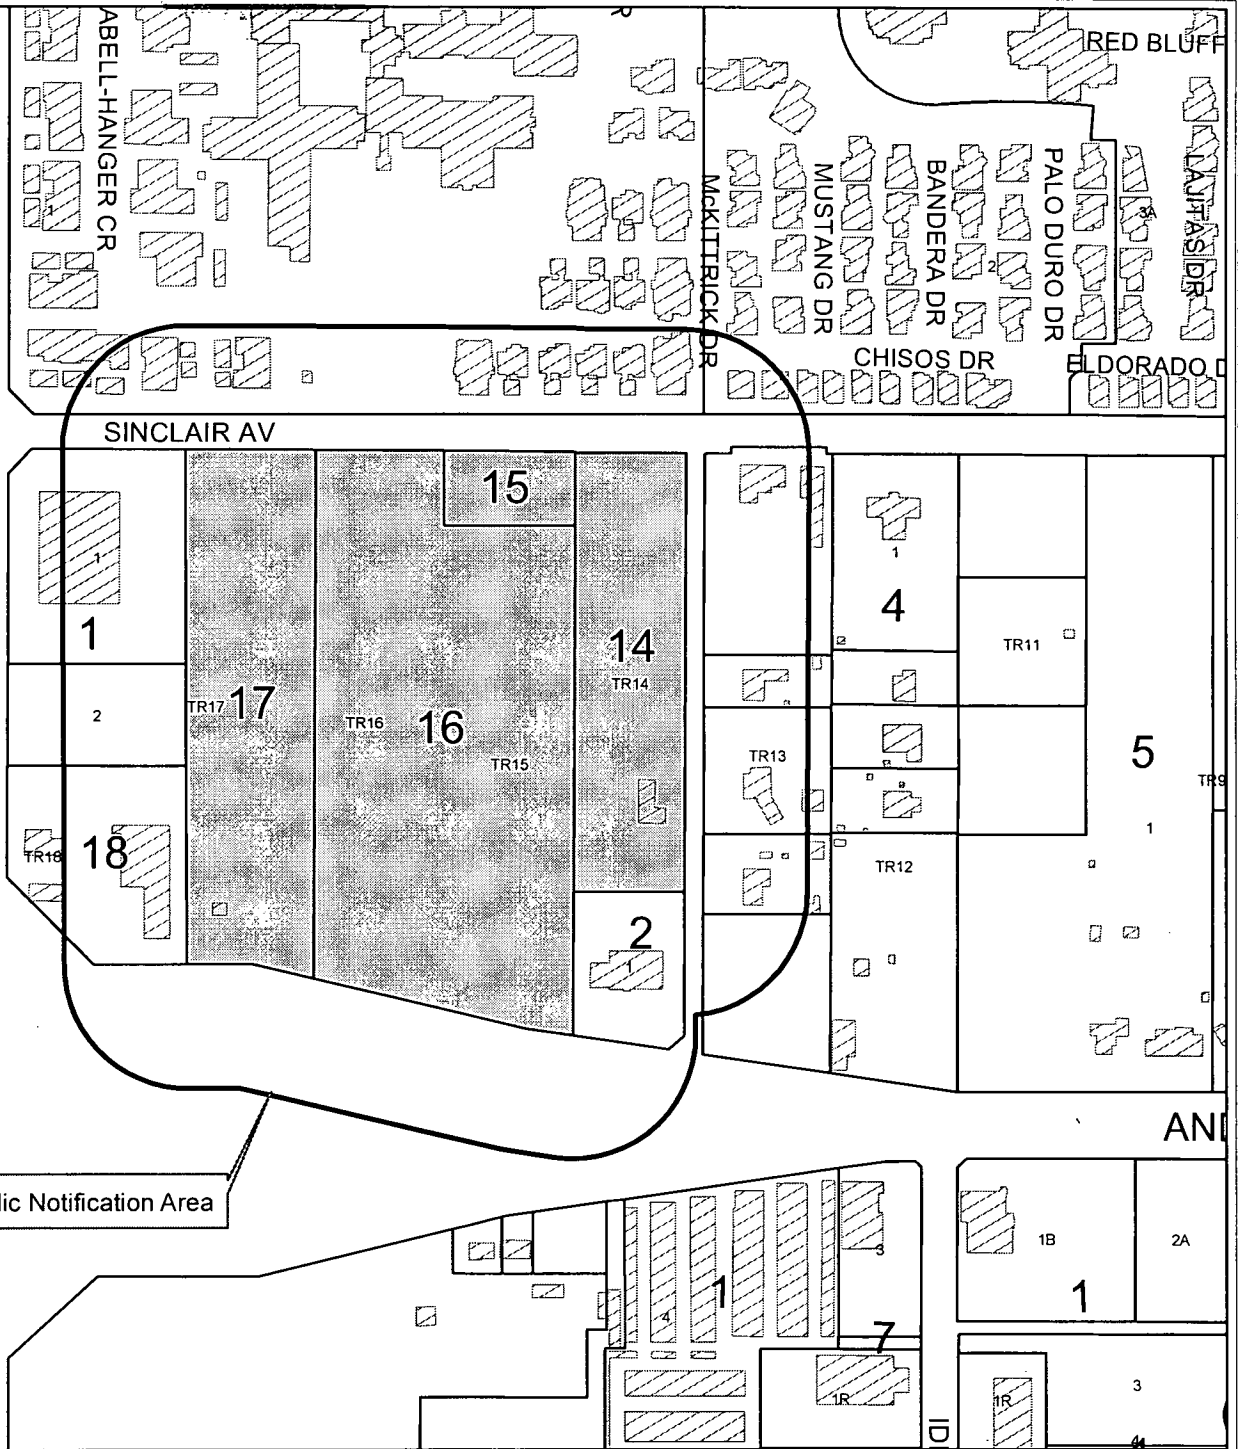 RED BLUFF
ABELL-HANGER CR
McKITTRICK DR
MUSTANG DR
BANDERA DR
PALO DURO DR
LAJITAS DR
3A
1
2
CHISOS DR
ELDORADO D
SINCLAIR AV
15
1
1
4
1
14
TR11
TR14
2
TR17
17
TR16
16
TR15
TR13
5
TR9
1
TR18
18
TR12
2
AND
lic Notification Area
1B
2A
3
1
1
4
7
3
1R
1R